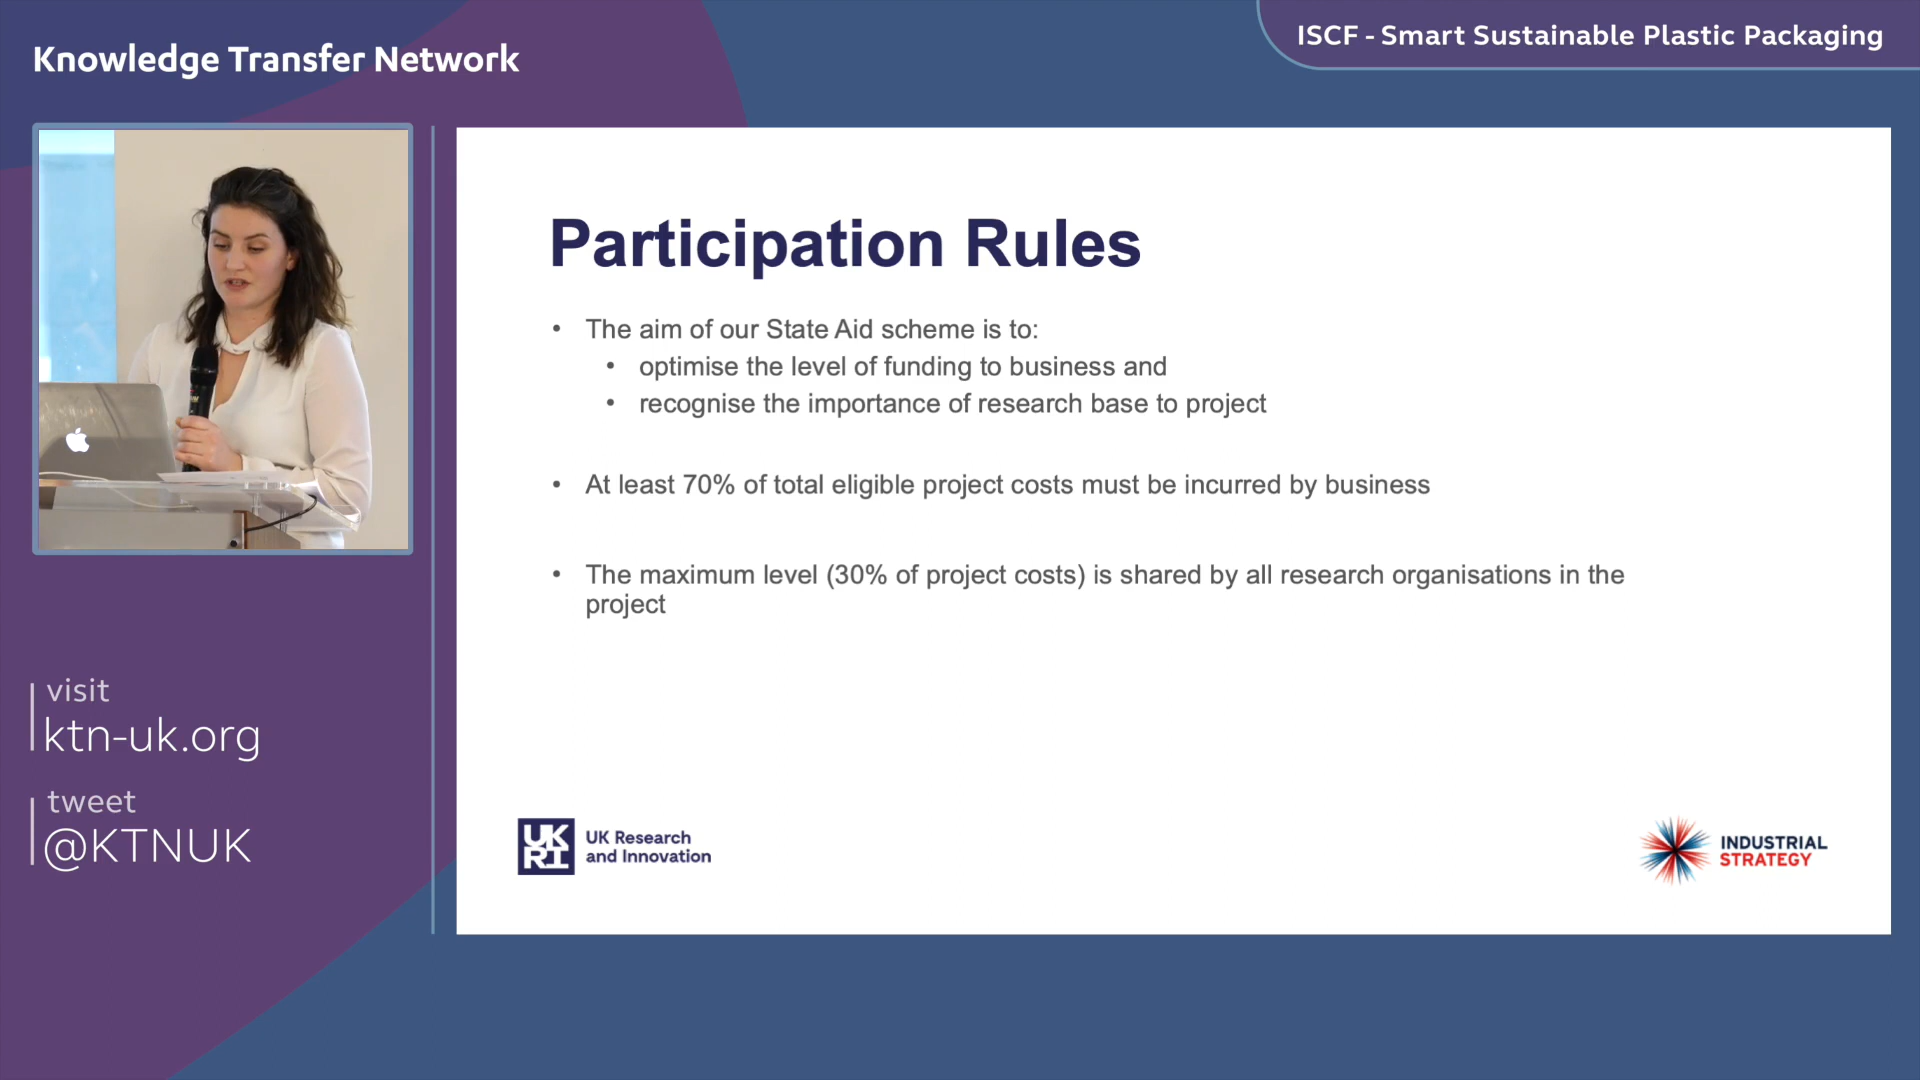 Knowledge Transfer Network
ISCF - Smart Sustainable Plastic Packaging
Participation Rules
• The aim of our State Aid scheme is to:
• optimise the level of funding to business and
• recognise the importance of research base to project
• At least 70% of total eligible project costs must be incurred by business
• The maximum level (30% of project costs) is shared by all research organisations in the
project
visit
ktn-uk.org
tweet
@KTNUK
UK
RI
UK Research
and Innovation
INDUSTRIAL
STRATEGY